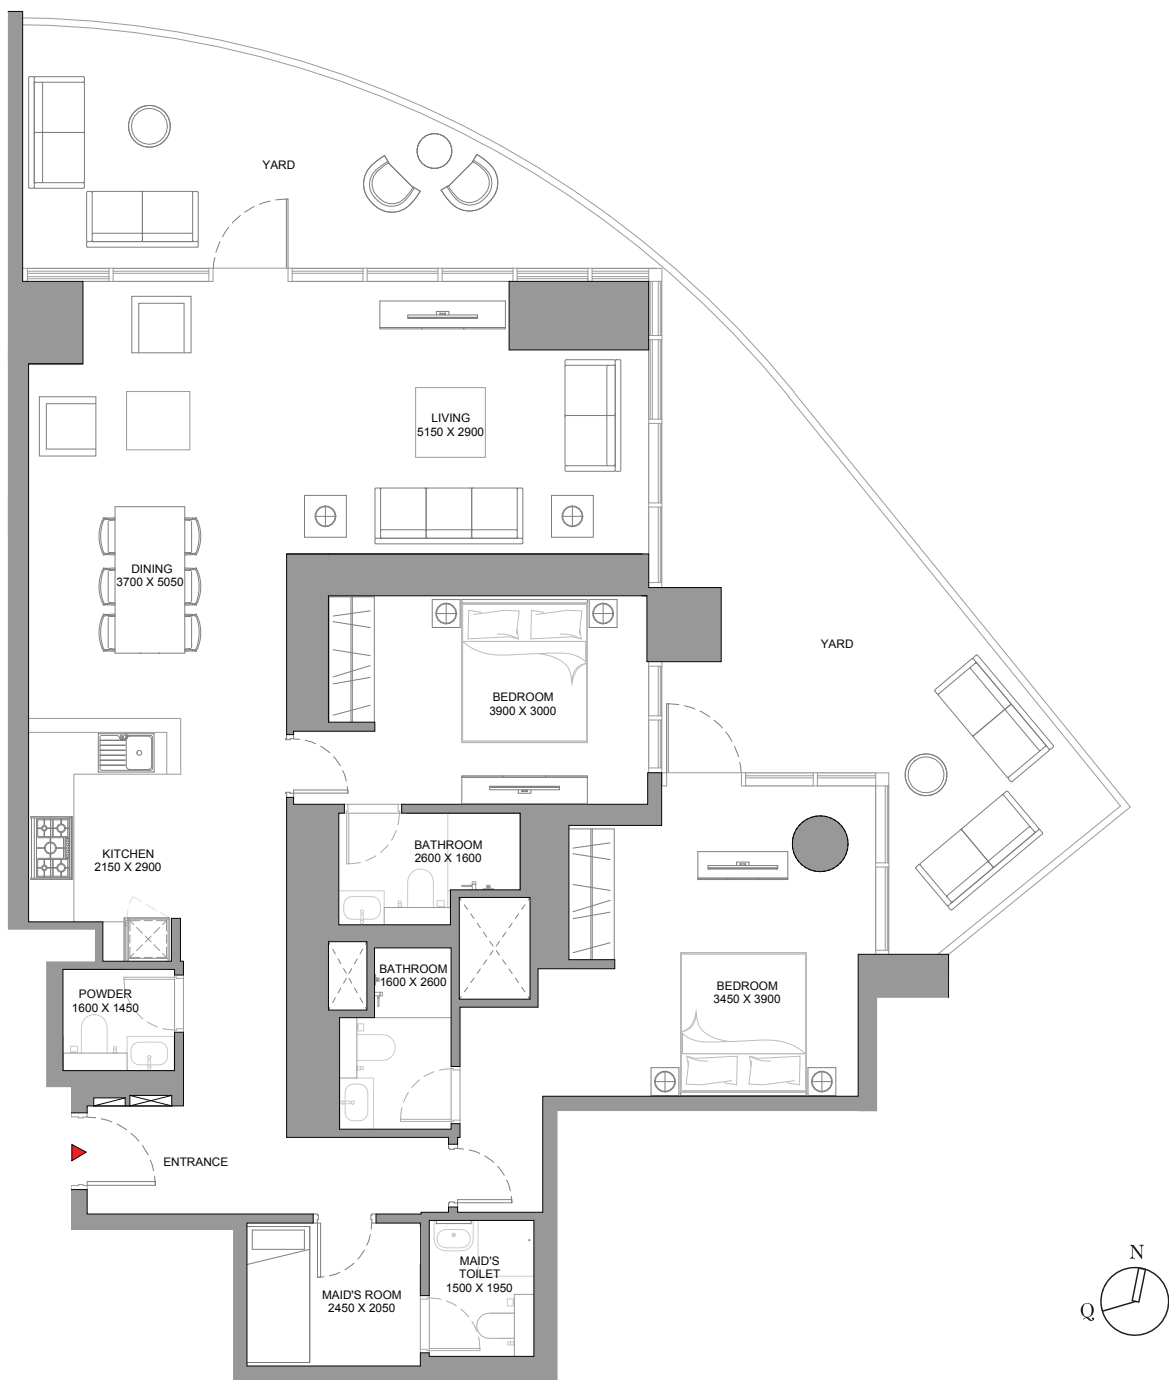 YARD
LIVING
5150 X 2900
DINING
3700 X 5050
YARD
BEDROOM
3900 X 3000
BATHROOM
2600 X 1600
KITCHEN
2150 X 2900
BATHROOM
1600 X 2600
POWDER
1600 X 1450
BEDROOM
3450 X 3900
ENTRANCE
MAID'S
TOILET
1500 X 1950
MAID'S ROOM
2450 X 2050
N
Q